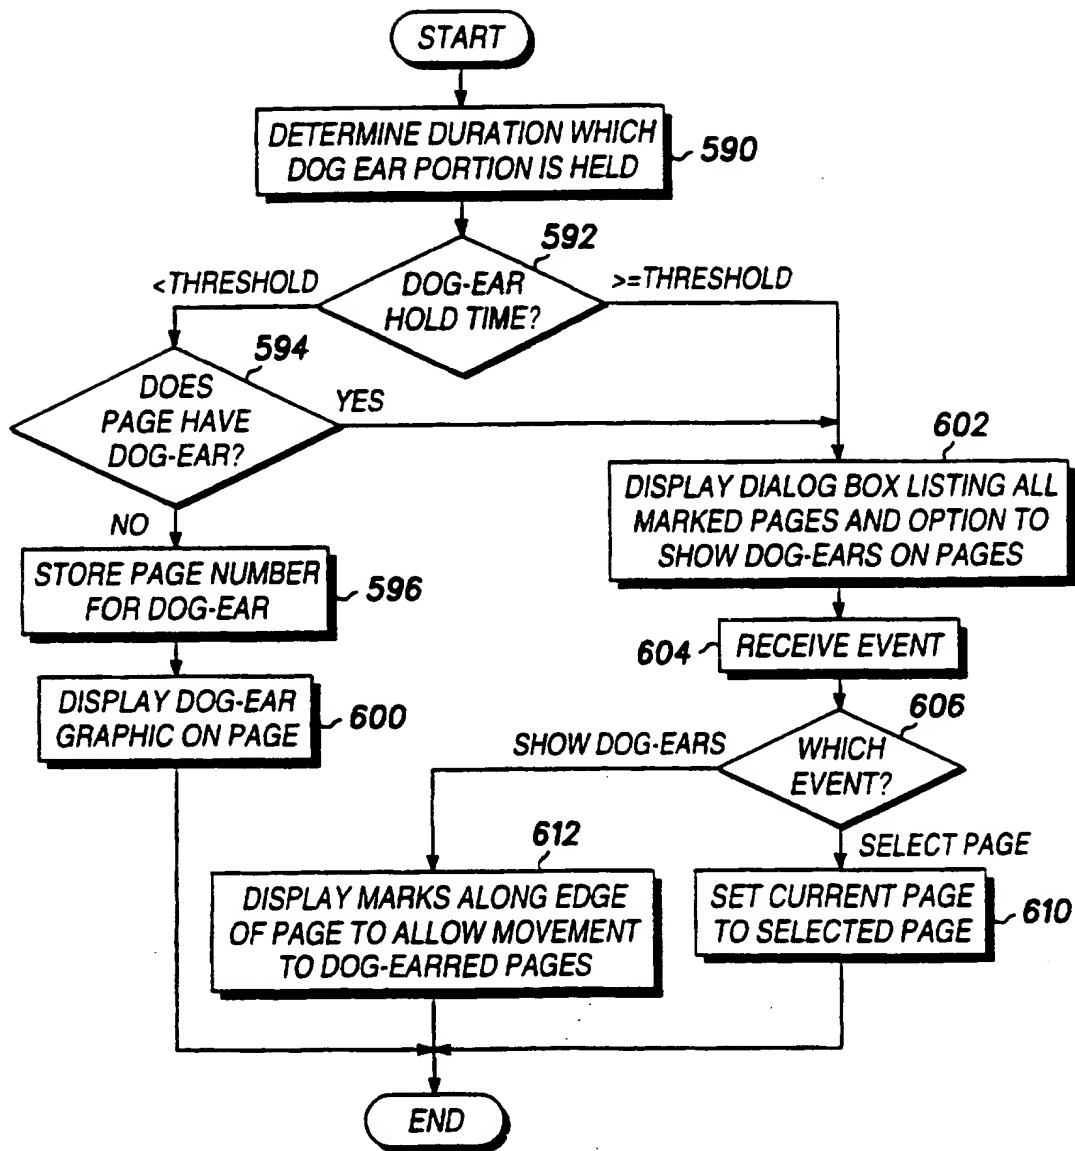 START
DETERMINE DURATION WHICH
DOG EAR PORTION IS HELD
590
592
<THRESHOLD
DOG-EAR
HOLD TIME?
>=THRESHOLD
594
DOES
PAGE HAVE
DOG-EAR?
YES
NO
602
DISPLAY DIALOG BOX LISTING ALL
MARKED PAGES AND OPTION TO
SHOW DOG-EARS ON PAGES
STORE PAGE NUMBER
FOR DOG-EAR
596
604
RECEIVE EVENT
DISPLAY DOG-EAR
GRAPHIC ON PAGE
600
606
SHOW DOG-EARS
WHICH
EVENT?
SELECT PAGE
612
DISPLAY MARKS ALONG EDGE
OF PAGE TO ALLOW MOVEMENT
TO DOG-EARRED PAGES
SET CURRENT PAGE
TO SELECTED PAGE
610
END